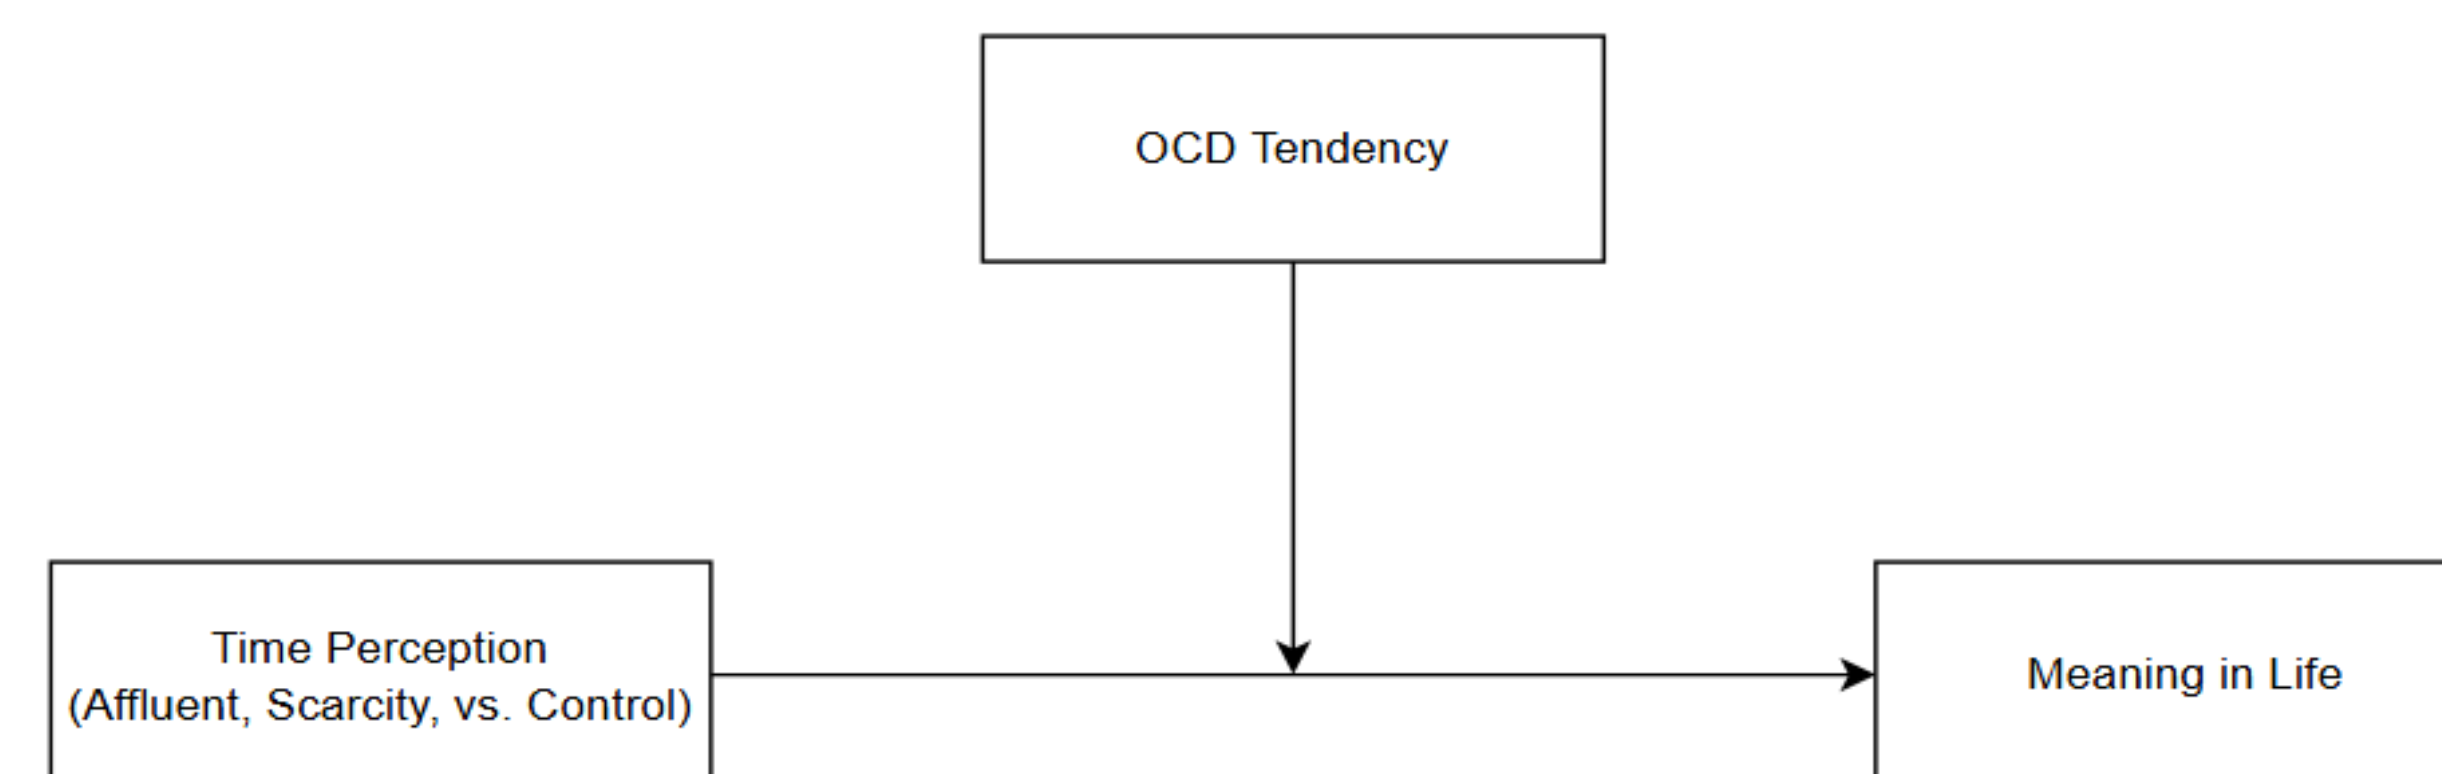 OCD Tendency
Time Perception
(Affluent, Scarcity, vs. Control)
Meaning in Life